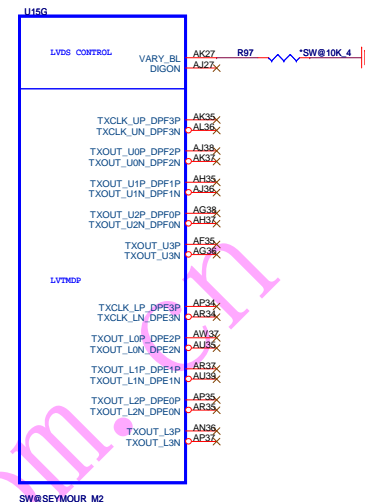 U15G
LVDS CONTROL
VARY_BL AK27 R97 *SW@10K_4
DIGON AJ27
TXCLK_UP_DPF3P AK35
TXCLK_UN_DPF3N AL36
TXOUT_U0P_DPF2P AJ38
TXOUT_U0N_DPF2N AK37
TXOUT_U1P_DPF1P AH35
TXOUT_U1N_DPF1N AJ36
TXOUT_U2P_DPF0P AG38
TXOUT_U2N_DPF0N AH37
TXOUT_U3P AF35
TXOUT_U3N AG36
LVTMDP
TXCLK_LP_DPE3P AP34
TXCLK_LN_DPE3N AR34
TXOUT_L0P_DPE2P AW37
TXOUT_L0N_DPE2N AU35
TXOUT_L1P_DPE1P AR37
TXOUT_L1N_DPE1N AU39
TXOUT_L2P_DPE0P AP35
TXOUT_L2N_DPE0N AR35
TXOUT_L3P AN36
TXOUT_L3N AP37
SW@SEYMOUR_M2
om.cn